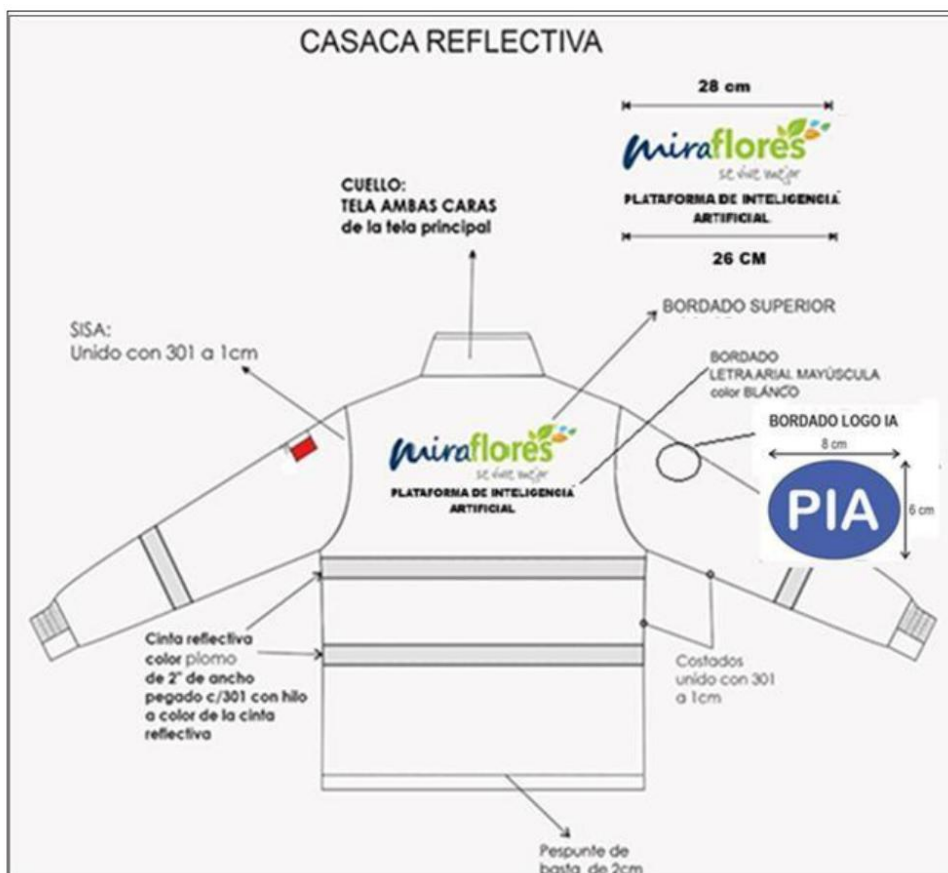 CASACA REFLECTIVA
28 cm
miraflores
se vive mejor
PLATAFORMA DE INTELIGENCIA
ARTIFICIAL
26 CM
CUELLO:
TELA AMBAS CARAS
de la tela principal
BORDADO SUPERIOR
SISA:
Unido con 301 a 1cm
BORDADO
LETRA ARIAL MAYÚSCULA
color BLÁNCO
BORDADO LOGO IA
8 cm
PIA
6 cm
miraflores
se vive mejor
PLATAFORMA DE INTELIGENCIA
ARTIFICIAL
Cinta reflectiva
color plomo
de 2" de ancho
pegado c/301 con hilo
a color de la cinta
reflectiva
Costados
unido con 301
a 1cm
Pespunte de
basta de 2cm